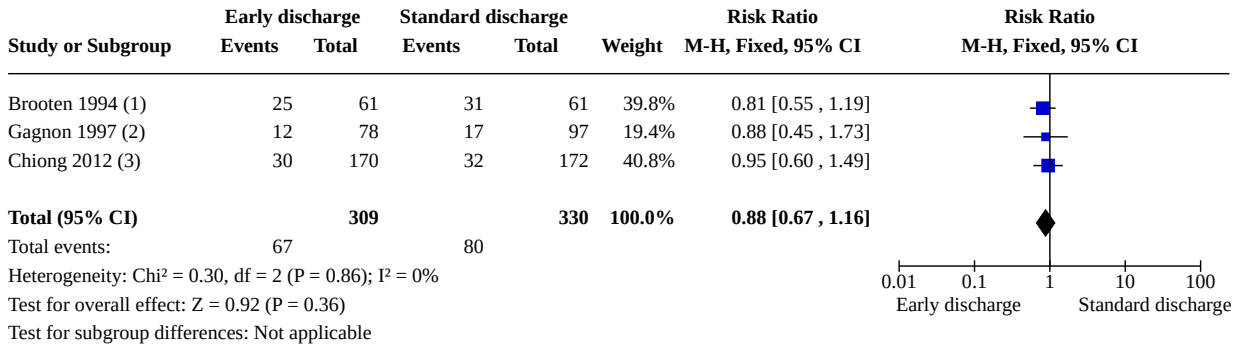 Early discharge Standard discharge Risk Ratio Risk Ratio
Study or Subgroup Events Total Events Total Weight M-H, Fixed, 95% CI M-H, Fixed, 95% CI
Brooten 1994 (1) 25 61 31 61 39.8% 0.81 [0.55 , 1.19]
Gagnon 1997 (2) 12 78 17 97 19.4% 0.88 [0.45 , 1.73]
Chiong 2012 (3) 30 170 32 172 40.8% 0.95 [0.60 , 1.49]
Total (95% CI) 309 330 100.0% 0.88 [0.67 , 1.16]
Total events: 67 80
Heterogeneity: Chi² = 0.30, df = 2 (P = 0.86); I² = 0%
0.01 0.1 1 10 100
Test for overall effect: Z = 0.92 (P = 0.36)
Early discharge Standard discharge
Test for subgroup differences: Not applicable